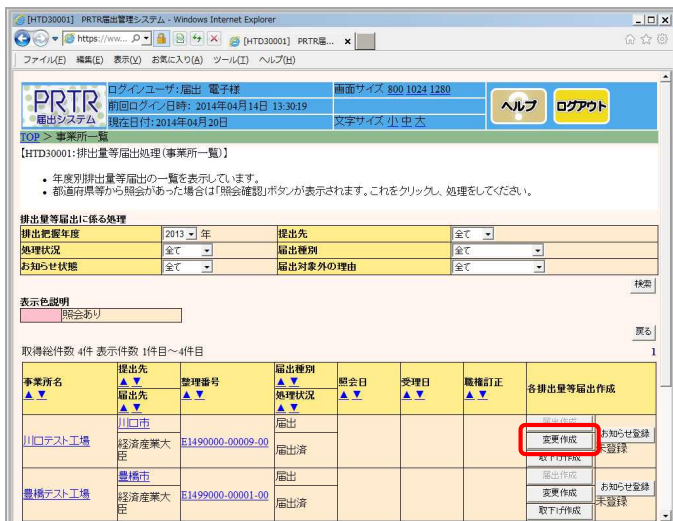 [HTD30001] PRTR届出管理システム - Windows Internet Explorer
https://ww...
[HTD30001] PRTR届...
ファイル(F) 編集(E) 表示(V) お気に入り(A) ツール(T) ヘルプ(H)
PRTR
届出システム
ログインユーザ:届出 電子様
画面サイズ 800 1024 1280
前回ログイン日時: 2014年04月14日 13:30:19
現在日付:2014年04月20日
文字サイズ 小 中 大
ヘルプ
ログアウト
TOP > 事業所一覧
【HTD30001:排出量等届出処理(事業所一覧)】
• 年度別排出量等届出の一覧を表示しています。
• 都道府県等から照会があった場合は「照会確認」ボタンが表示されます。これをクリックし、処理をしてください。
排出量等届出に係る処理
排出把握年度 2013 年 提出先 全て
処理状況 全て 届出種別 全て
お知らせ状態 全て 届出対象外の理由 全て
検索
表示色説明
照会あり
戻る
取得総件数 4件 表示件数 1件目~4件目
1
事業所名 ▲ ▼
提出先 ▲ ▼
届出先 ▲ ▼
整理番号 ▲ ▼
届出種別 ▲ ▼
処理状況 ▲ ▼
照会日 ▲ ▼
受理日 ▲ ▼
職権訂正 ▲ ▼
各排出量等届出作成
川口テスト工場
川口市
経済産業大臣
E1490000-00009-00
届出
届出済
届出作成
変更作成
取下げ作成
お知らせ登録
未登録
豊橋テスト工場
豊橋市
経済産業大臣
E1499000-00001-00
届出
届出済
届出作成
変更作成
取下げ作成
お知らせ登録
未登録